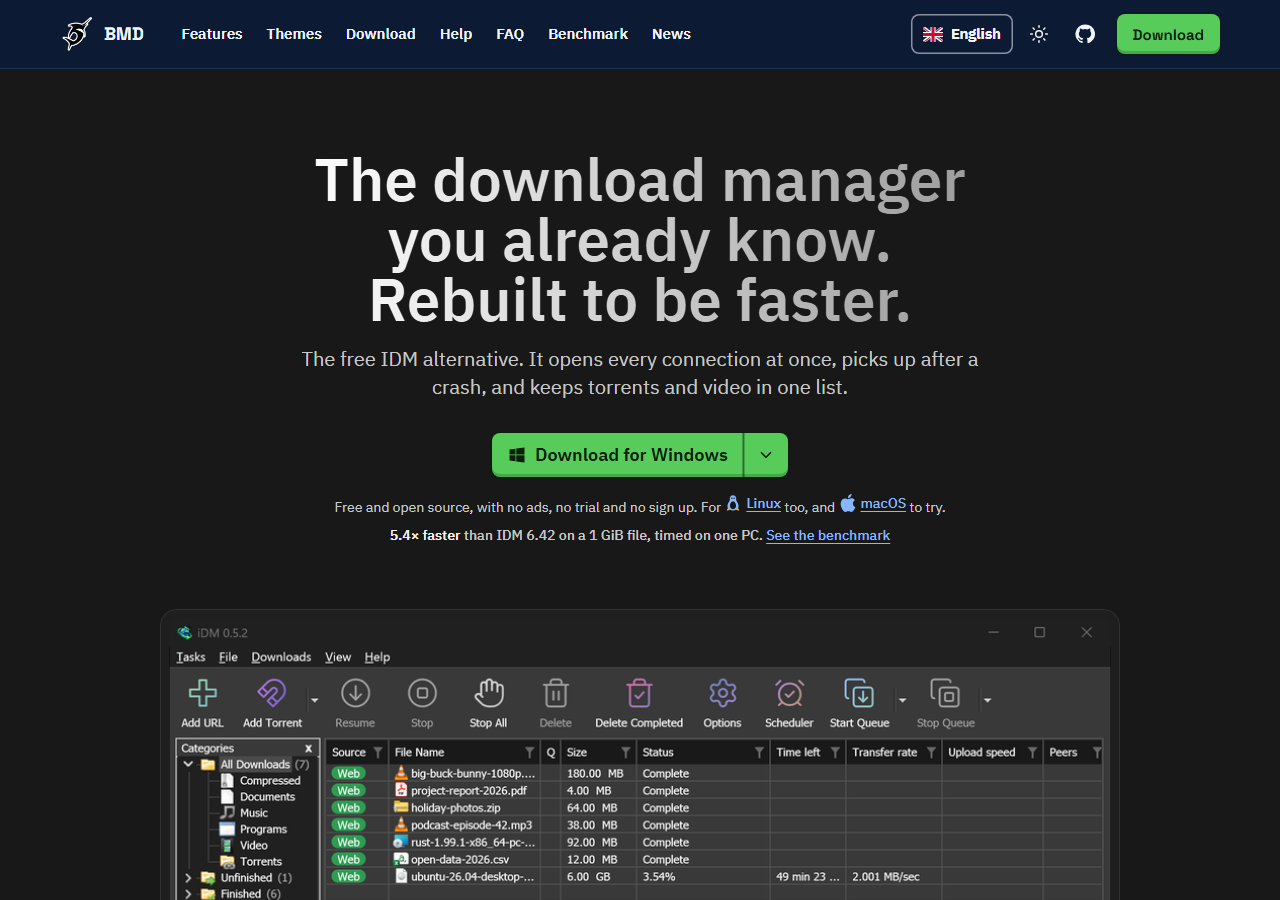 BMD
Features Themes Download Help FAQ Benchmark News
English
Download
The download manager
you already know.
Rebuilt to be faster.
The free IDM alternative. It opens every connection at once, picks up after a
crash, and keeps torrents and video in one list.
Download for Windows
Free and open source, with no ads, no trial and no sign up. For Linux too, and macOS to try.
5.4× faster than IDM 6.42 on a 1 GiB file, timed on one PC. See the benchmark
iDM 0.5.2
Tasks File Downloads View Help
Add URL Add Torrent Resume Stop Stop All Delete Delete Completed Options Scheduler Start Queue Stop Queue
Categories x
All Downloads (7)
Compressed
Documents
Music
Programs
Video
Torrents
Unfinished (1)
Finished (6)
Source File Name Q Size Status Time left Transfer rate Upload speed Peers
Web big-buck-bunny-1080p.... 180.00 MB Complete
Web project-report-2026.pdf 4.00 MB Complete
Web holiday-photos.zip 64.00 MB Complete
Web podcast-episode-42.mp3 38.00 MB Complete
Web rust-1.99.1-x86_64-pc-... 92.00 MB Complete
Web open-data-2026.csv 12.00 MB Complete
Web ubuntu-26.04-desktop-... 6.00 GB 3.54% 49 min 23 ... 2.001 MB/sec